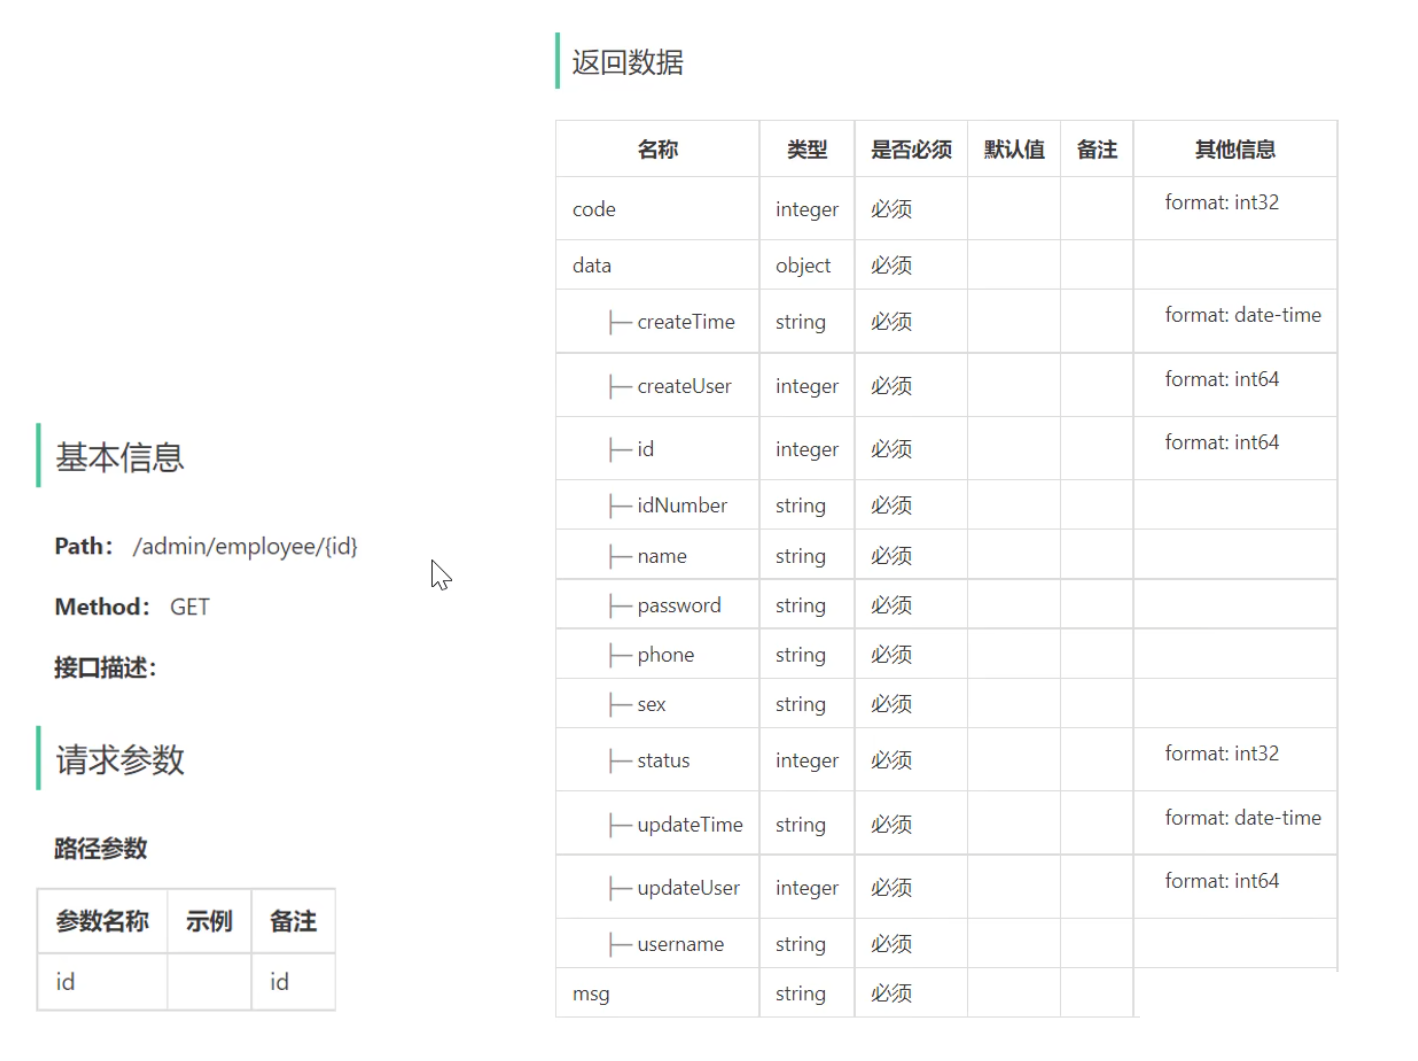 基本信息
Path： /admin/employee/{id}
Method： GET
接口描述：
请求参数
路径参数
参数名称 示例 备注
id id
返回数据
名称 类型 是否必须 默认值 备注 其他信息
code integer 必须 format: int32
data object 必须
├─ createTime string 必须 format: date-time
├─ createUser integer 必须 format: int64
├─ id integer 必须 format: int64
├─ idNumber string 必须
├─ name string 必须
├─ password string 必须
├─ phone string 必须
├─ sex string 必须
├─ status integer 必须 format: int32
├─ updateTime string 必须 format: date-time
├─ updateUser integer 必须 format: int64
├─ username string 必须
msg string 必须